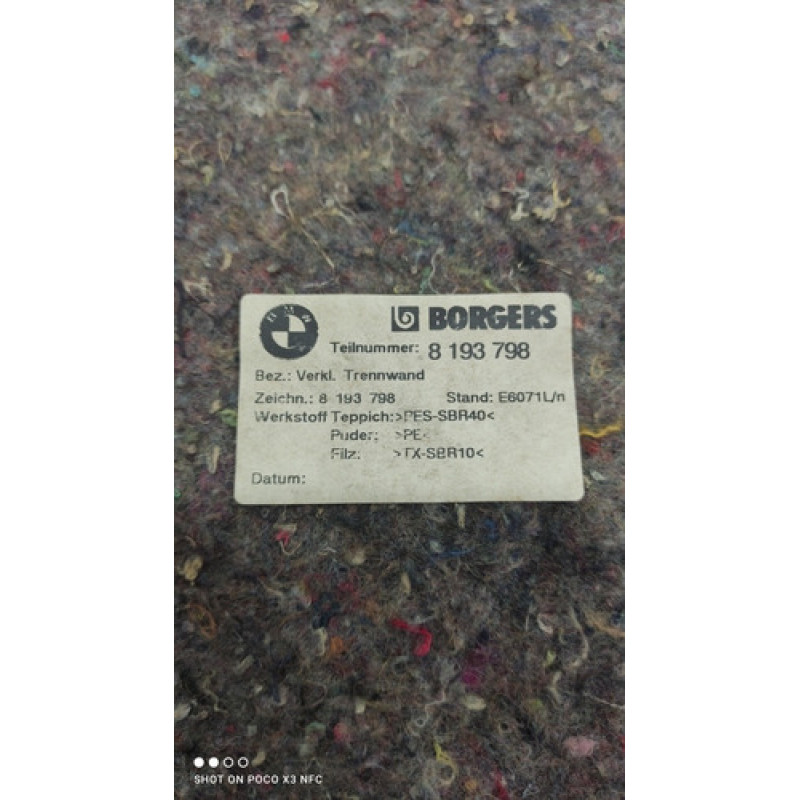 BMW
BORGERS
Teilnummer: 8 193 798
Bez.: Verkl. Trennwand
Zeichn.: 8 193 798 Stand: E6071L/n
Werkstoff Teppich:>PES-SBR40<
Puder: >PE<
Filz: >TX-SBR10<
Datum:
SHOT ON POCO X3 NFC